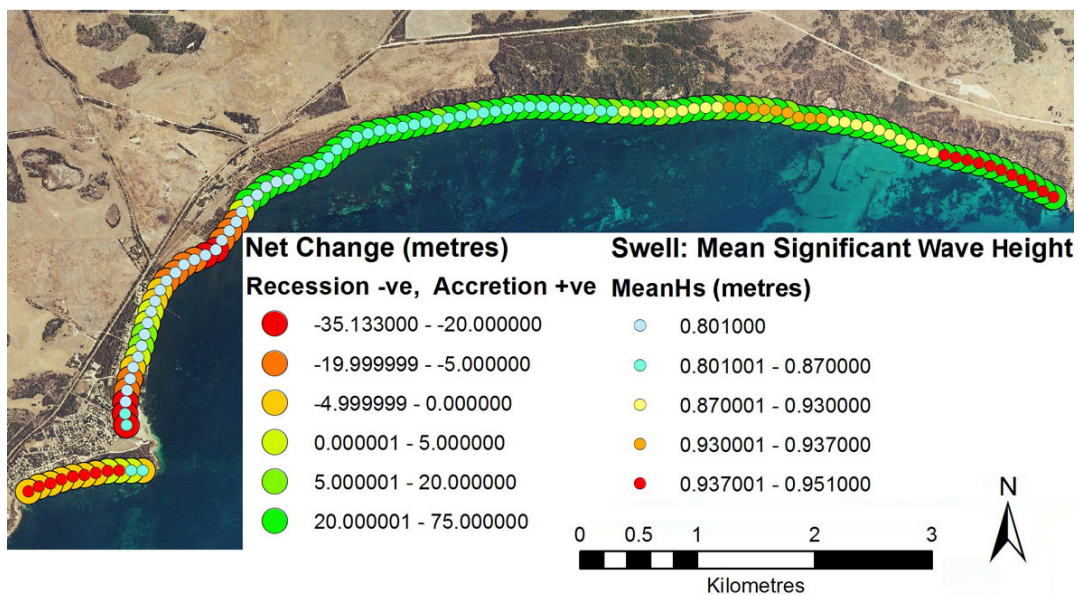 Net Change (metres)
Recession -ve, Accretion +ve
-35.133000 - -20.000000
-19.999999 - -5.000000
-4.999999 - 0.000000
0.000001 - 5.000000
5.000001 - 20.000000
20.000001 - 75.000000
Swell: Mean Significant Wave Height
MeanHs (metres)
0.801000
0.801001 - 0.870000
0.870001 - 0.930000
0.930001 - 0.937000
0.937001 - 0.951000
N
0 0.5 1 2 3
Kilometres